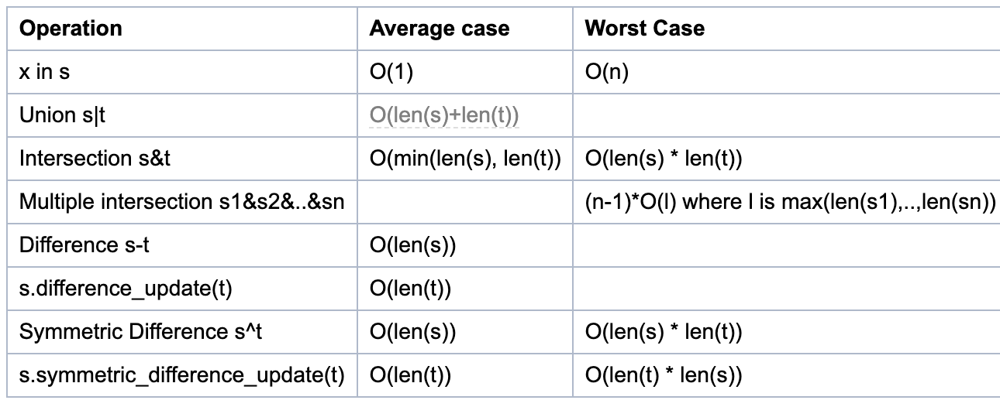 Operation Average case Worst Case
x in s O(1) O(n)
Union s|t O(len(s)+len(t))
Intersection s&t O(min(len(s), len(t)) O(len(s) * len(t))
Multiple intersection s1&s2&..&sn (n-1)*O(l) where l is max(len(s1),..,len(sn))
Difference s-t O(len(s))
s.difference_update(t) O(len(t))
Symmetric Difference s^t O(len(s)) O(len(s) * len(t))
s.symmetric_difference_update(t) O(len(t)) O(len(t) * len(s))